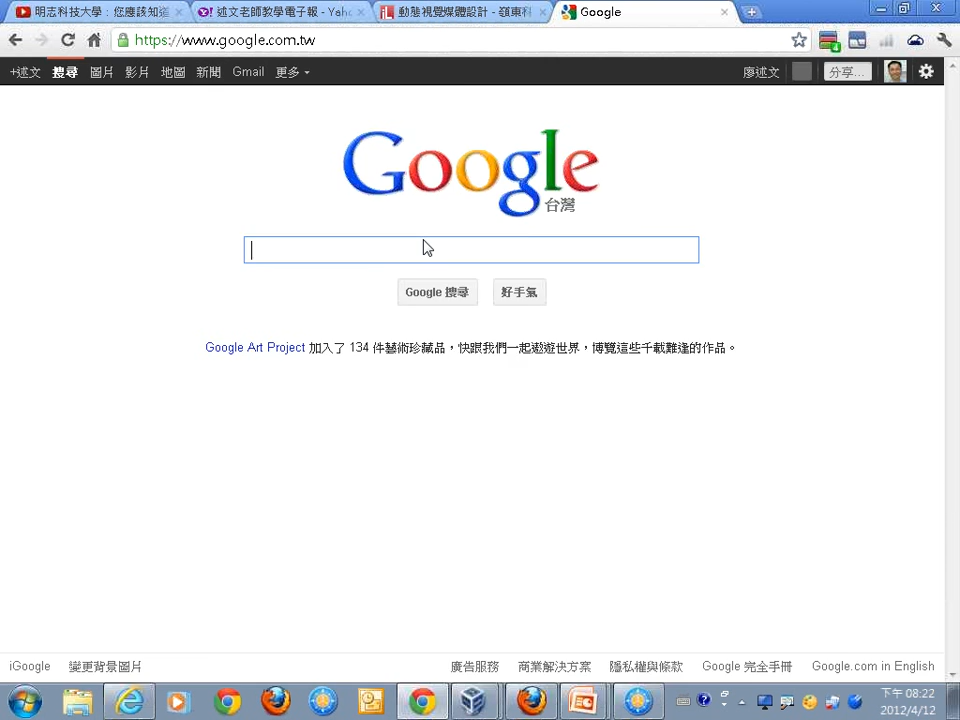 明志科技大學：您應該知道
述文老師教學電子報 - Yaho
動態視覺媒體設計 - 嶺東科
Google
https://www.google.com.tw
+述文 搜尋 圖片 影片 地圖 新聞 Gmail 更多
廖述文 分享...
Google
台灣
Google 搜尋 好手氣
Google Art Project 加入了 134 件藝術珍藏品，快跟我們一起遨遊世界，博覽這些千載難逢的作品。
iGoogle 變更背景圖片 廣告服務 商業解決方案 隱私權與條款 Google 完全手冊 Google.com in English
下午 08:22
2012/4/12